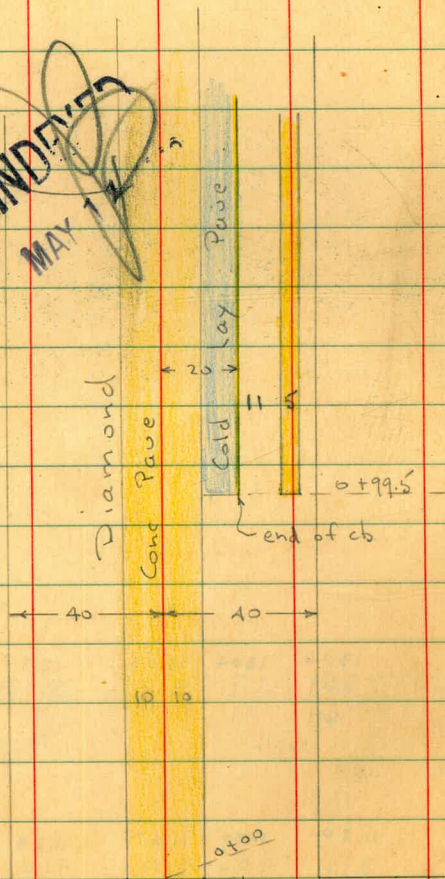 INDEXED
MAY 1
Diamond
Conc Pave
Cold Lay Pave
20
11 5
0+99.5
end of cb
40 40
10 10
0+00